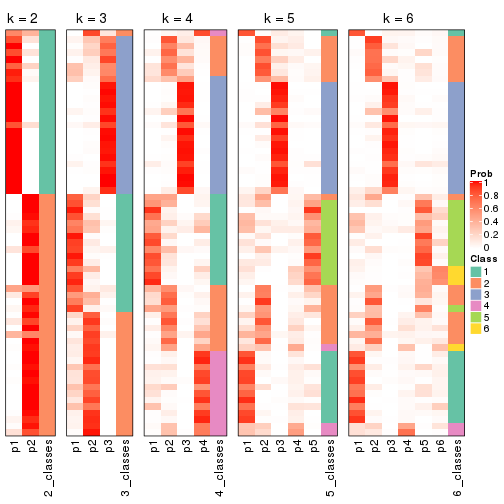 k = 2
k = 3
k = 4
k = 5
k = 6
p1
p2
2_classes
p1
p2
p3
3_classes
p1
p2
p3
p4
4_classes
p1
p2
p3
p4
p5
5_classes
p1
p2
p3
p4
p5
p6
6_classes
Prob
1
0.8
0.6
0.4
0.2
0
Class
1
2
3
4
5
6